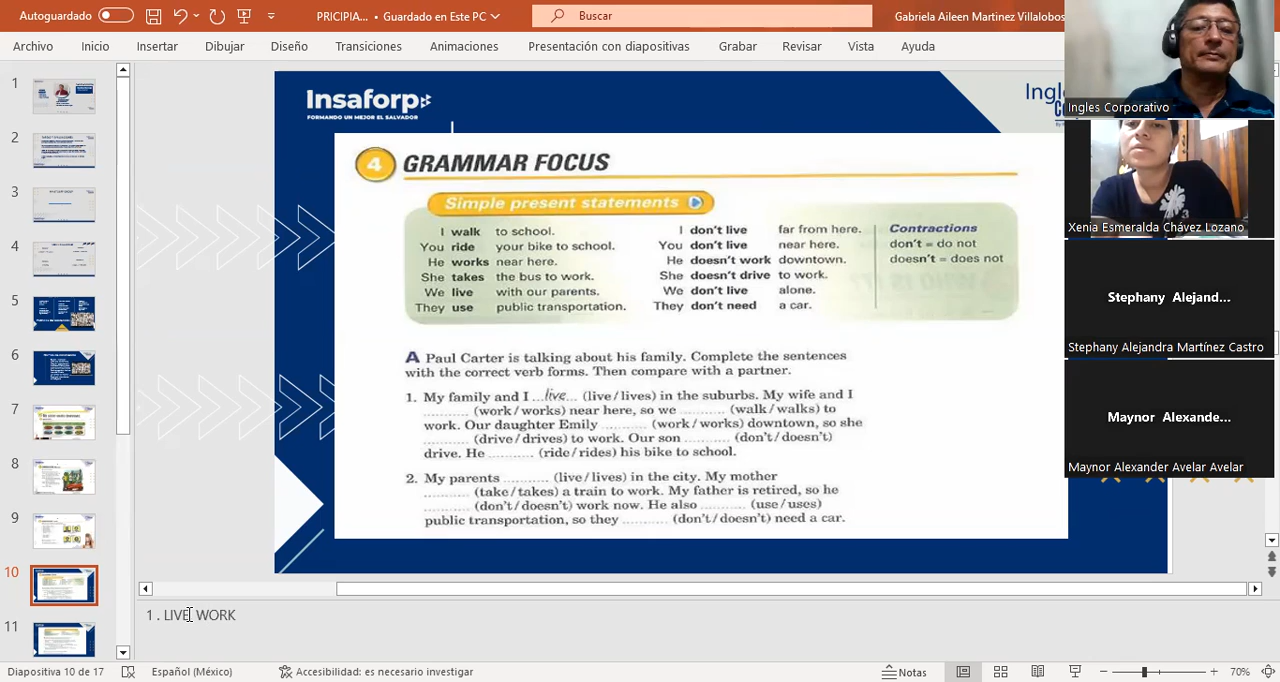 Autoguardado
PRICIPIA... • Guardado en Este PC
Buscar
Gabriela Aileen Martinez Villalobos
Archivo Inicio Insertar Dibujar Diseño Transiciones Animaciones Presentación con diapositivas Grabar Revisar Vista Ayuda
1
2
3
4
5
6
7
8
9
10
11
Insaforp
FORMANDO UN MEJOR EL SALVADOR
4 GRAMMAR FOCUS
Simple present statements
I walk to school.
You ride your bike to school.
He works near here.
She takes the bus to work.
We live with our parents.
They use public transportation.
I don't live far from here.
You don't live near here.
He doesn't work downtown.
She doesn't drive to work.
We don't live alone.
They don't need a car.
Contractions
don't = do not
doesn't = does not
A Paul Carter is talking about his family. Complete the sentences
with the correct verb forms. Then compare with a partner.
1. My family and I ...live... (live / lives) in the suburbs. My wife and I
.......... (work / works) near here, so we .......... (walk / walks) to
work. Our daughter Emily .......... (work / works) downtown, so she
.......... (drive / drives) to work. Our son .......... (don't / doesn't)
drive. He .......... (ride / rides) his bike to school.
2. My parents .......... (live / lives) in the city. My mother
.......... (take / takes) a train to work. My father is retired, so he
.......... (don't / doesn't) work now. He also .......... (use / uses)
public transportation, so they .......... (don't / doesn't) need a car.
Ingles Corporativo
Xenia Esmeralda Chávez Lozano
Stephany Alejand...
Stephany Alejandra Martínez Castro
Maynor Alexande...
Maynor Alexander Avelar Avelar
1 . LIVE WORK
Diapositiva 10 de 17
Español (México)
Accesibilidad: es necesario investigar
Notas
70%